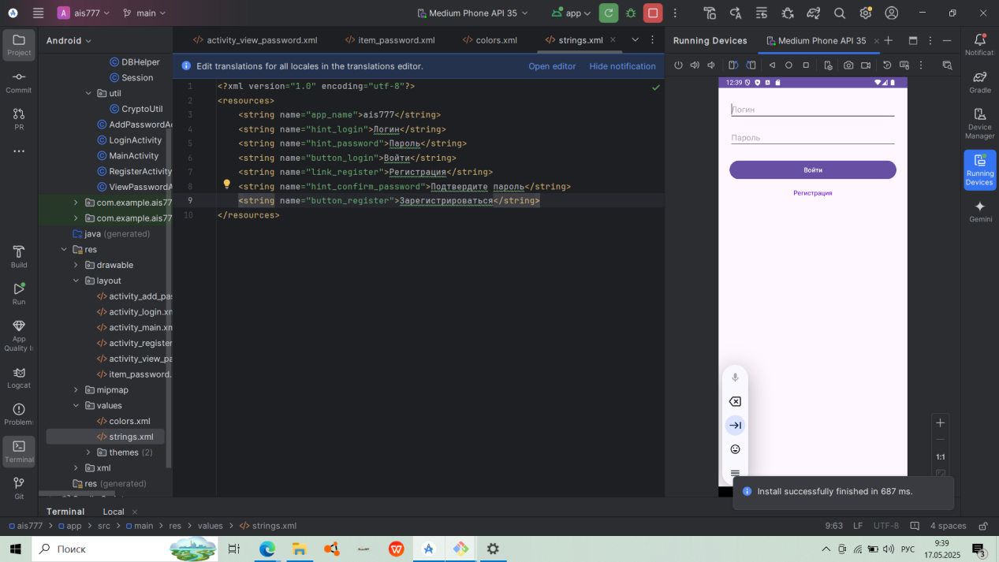 ais777
main
Medium Phone API 35
app
Project
Commit
PR
Build
Run
App
Quality I
Logcat
Problem
Terminal
Git
Android
DBHelper
Session
util
CryptoUtil
AddPasswordA
LoginActivity
MainActivity
RegisterActivity
ViewPasswordA
com.example.ais77
com.example.ais77
java (generated)
res
drawable
layout
activity_add_pa
activity_login.xm
activity_main.xm
activity_register
activity_view_pa
item_password.
mipmap
values
colors.xml
strings.xml
themes (2)
xml
res (generated)
activity_view_password.xml
item_password.xml
colors.xml
strings.xml
Edit translations for all locales in the translations editor.
Open editor
Hide notification
1 <?xml version="1.0" encoding="utf-8"?>
2 <resources>
3 <string name="app_name">ais777</string>
4 <string name="hint_login">Логин</string>
5 <string name="hint_password">Пароль</string>
6 <string name="button_login">Войти</string>
7 <string name="link_register">Регистрация</string>
8 <string name="hint_confirm_password">Подтвердите пароль</string>
9 <string name="button_register">Зарегистрироваться</string>
10 </resources>
Running Devices
Medium Phone API 35
12:39
Логин
Пароль
Войти
Регистрация
1:1
Install successfully finished in 687 ms.
Notificat
Gradle
Device
Manager
Running
Devices
Gemini
Terminal
Local
ais777 > app > src > main > res > values > strings.xml
9:63
LF
UTF-8
4 spaces
Поиск
РУС
9:39
17.05.2025
3